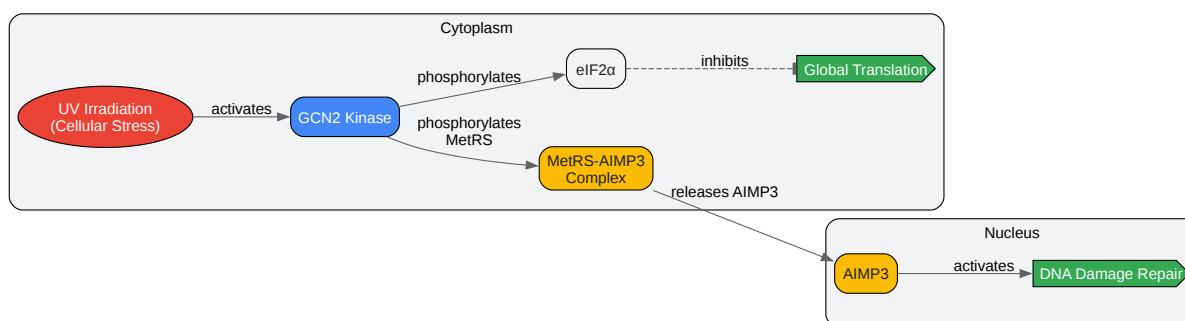 Cytoplasm
UV Irradiation
(Cellular Stress)
activates
GCN2 Kinase
phosphorylates
eIF2α
inhibits
Global Translation
phosphorylates
MetRS
MetRS-AIMP3
Complex
releases AIMP3
Nucleus
AIMP3
activates
DNA Damage Repair